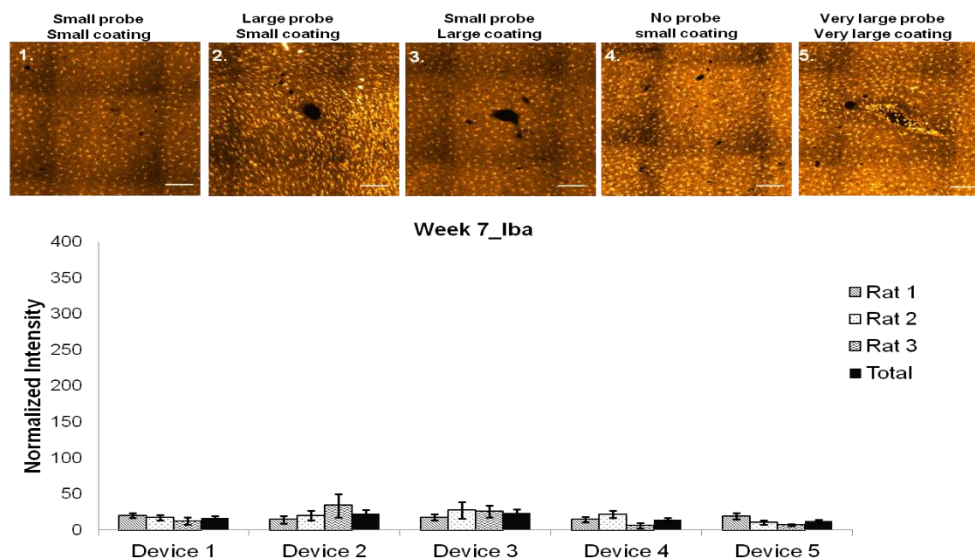 Small probe
Small coating
Large probe
Small coating
Small probe
Large coating
No probe
small coating
Very large probe
Very large coating
1.
2.
3.
4.
5.
Week 7_Iba
400
350
300
250
200
150
100
50
0
Normalized Intensity
Rat 1
Rat 2
Rat 3
Total
Device 1
Device 2
Device 3
Device 4
Device 5